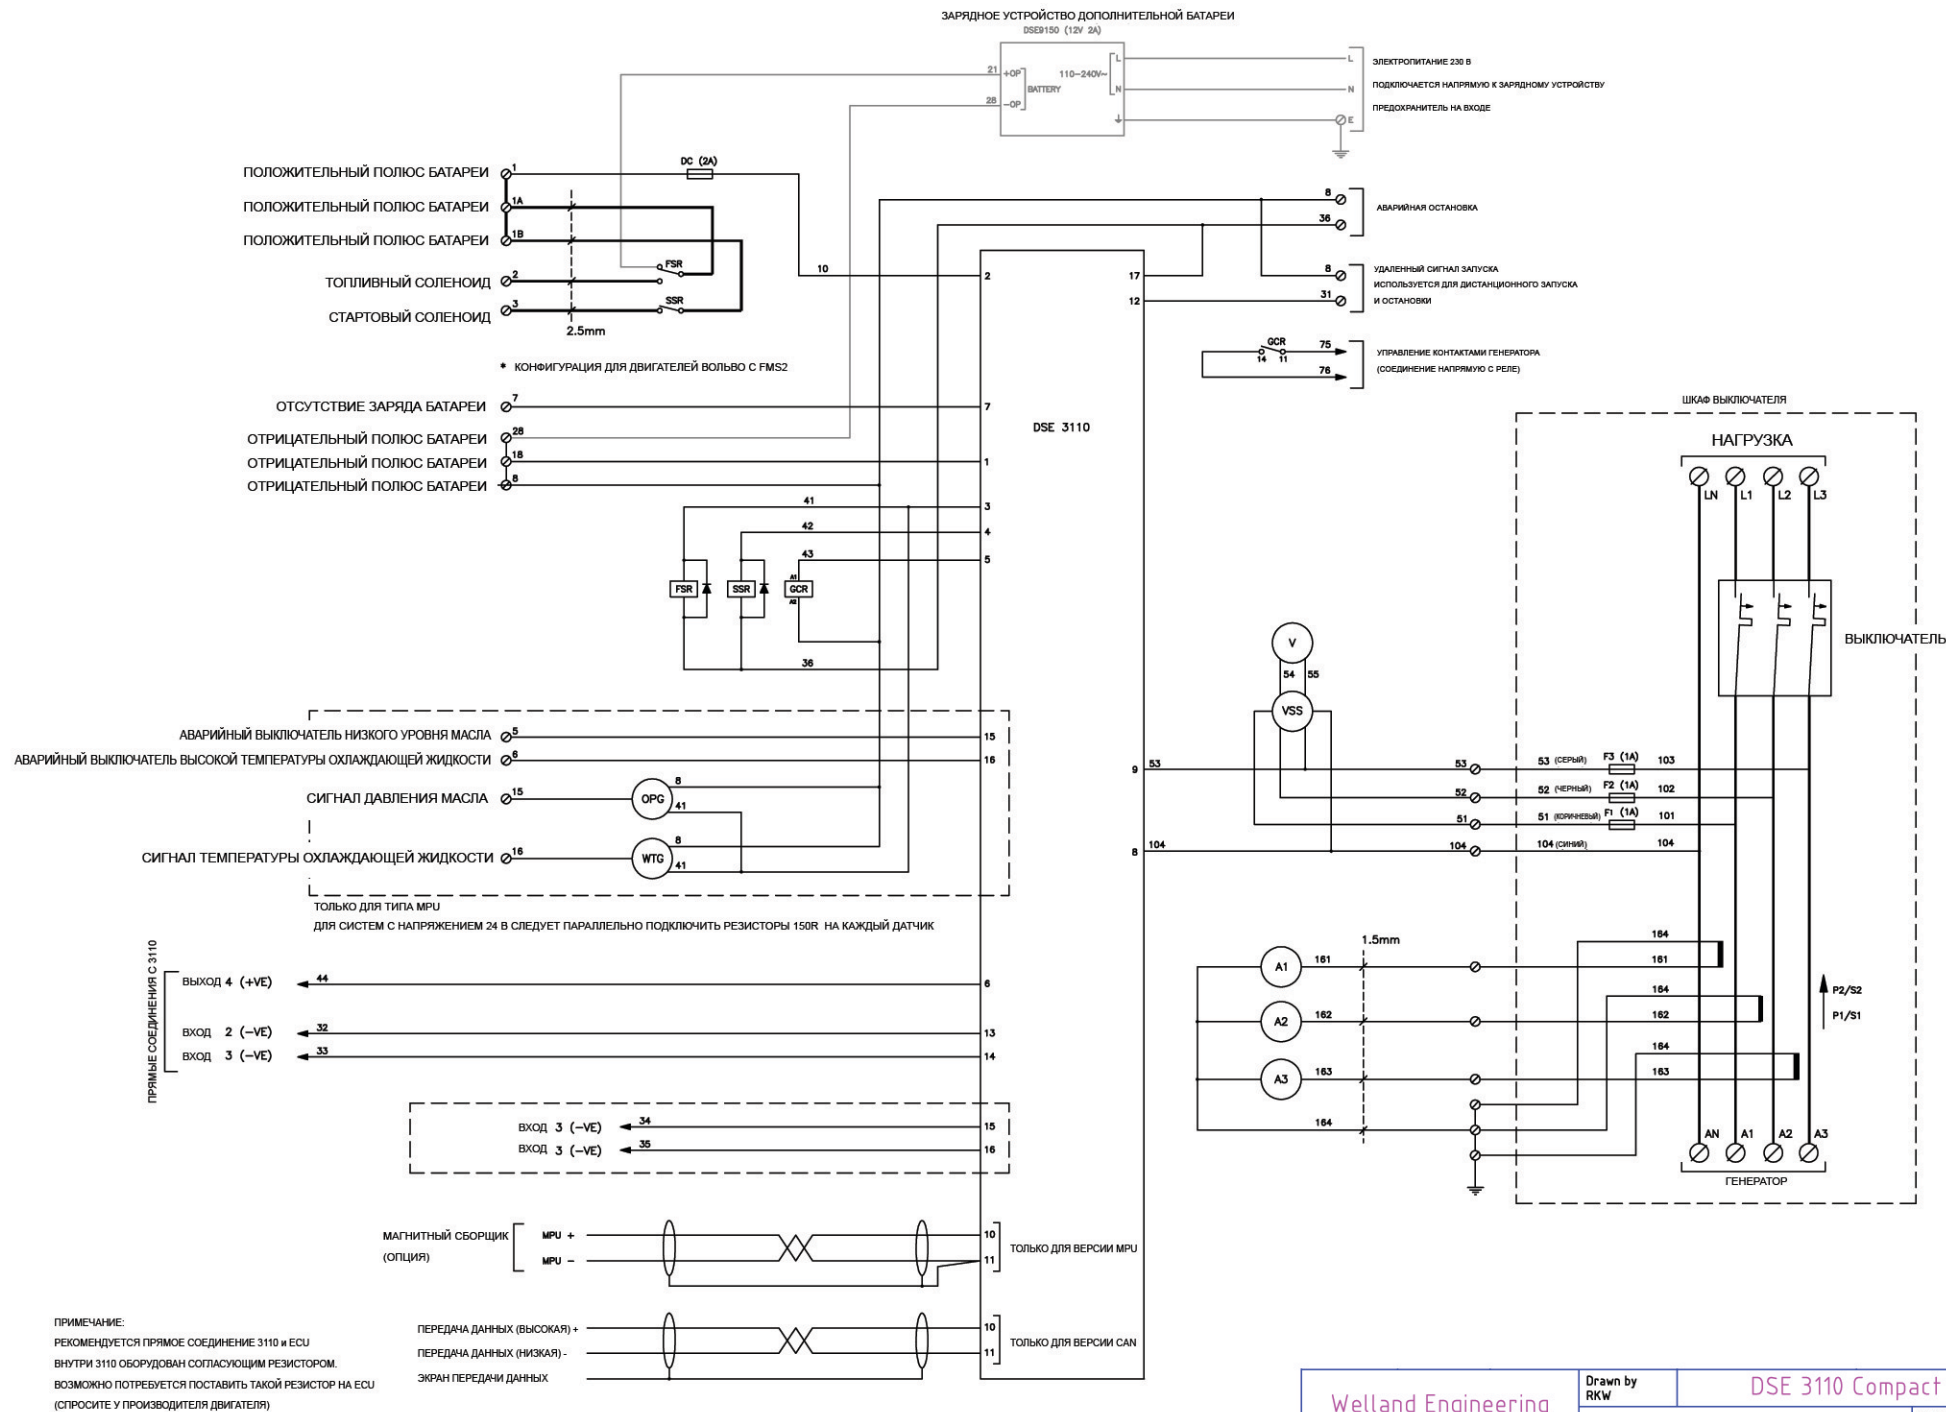 ЗАРЯДНОЕ УСТРОЙСТВО ДОПОЛНИТЕЛЬНОЙ БАТАРЕИ
DSE9150 (12V 2A)
21 +OP
BATTERY
28 -OP
110-240V~
L
N
L
N
E
ЭЛЕКТРОПИТАНИЕ 230 В
ПОДКЛЮЧАЕТСЯ НАПРЯМУЮ К ЗАРЯДНОМУ УСТРОЙСТВУ
ПРЕДОХРАНИТЕЛЬ НА ВХОДЕ
ПОЛОЖИТЕЛЬНЫЙ ПОЛЮС БАТАРЕИ 1
DC (2A)
ПОЛОЖИТЕЛЬНЫЙ ПОЛЮС БАТАРЕИ 1A
ПОЛОЖИТЕЛЬНЫЙ ПОЛЮС БАТАРЕИ 1B
ТОПЛИВНЫЙ СОЛЕНОИД 2
FSR
СТАРТОВЫЙ СОЛЕНОИД 3
SSR
2.5mm
10
2
17
12
8
36
АВАРИЙНАЯ ОСТАНОВКА
8
31
УДАЛЕННЫЙ СИГНАЛ ЗАПУСКА
ИСПОЛЬЗУЕТСЯ ДЛЯ ДИСТАНЦИОННОГО ЗАПУСКА
И ОСТАНОВКИ
GCR
14 11
75
76
УПРАВЛЕНИЕ КОНТАКТАМИ ГЕНЕРАТОРА
(СОЕДИНЕНИЕ НАПРЯМУЮ С РЕЛЕ)
* КОНФИГУРАЦИЯ ДЛЯ ДВИГАТЕЛЕЙ ВОЛЬВО С FMS2
ОТСУТСТВИЕ ЗАРЯДА БАТАРЕИ 7
7
DSE 3110
ОТРИЦАТЕЛЬНЫЙ ПОЛЮС БАТАРЕИ 28
ОТРИЦАТЕЛЬНЫЙ ПОЛЮС БАТАРЕИ 18
1
ОТРИЦАТЕЛЬНЫЙ ПОЛЮС БАТАРЕИ 8
41
3
42
4
43
5
FSR
SSR
A1
GCR
A2
36
ШКАФ ВЫКЛЮЧАТЕЛЯ
НАГРУЗКА
LN L1 L2 L3
ВЫКЛЮЧАТЕЛЬ
V
54 55
VSS
АВАРИЙНЫЙ ВЫКЛЮЧАТЕЛЬ НИЗКОГО УРОВНЯ МАСЛА 5
15
АВАРИЙНЫЙ ВЫКЛЮЧАТЕЛЬ ВЫСОКОЙ ТЕМПЕРАТУРЫ ОХЛАЖДАЮЩЕЙ ЖИДКОСТИ 6
16
СИГНАЛ ДАВЛЕНИЯ МАСЛА 15
OPG
8
41
СИГНАЛ ТЕМПЕРАТУРЫ ОХЛАЖДАЮЩЕЙ ЖИДКОСТИ 16
WTG
8
41
9 53
53
53 (СЕРЫЙ) F3 (1A) 103
52
52 (ЧЕРНЫЙ) F2 (1A) 102
51
51 (КОРИЧНЕВЫЙ) F1 (1A) 101
8 104
104
104 (СИНИЙ) 104
ТОЛЬКО ДЛЯ ТИПА MPU
ДЛЯ СИСТЕМ С НАПРЯЖЕНИЕМ 24 В СЛЕДУЕТ ПАРАЛЛЕЛЬНО ПОДКЛЮЧИТЬ РЕЗИСТОРЫ 150R НА КАЖДЫЙ ДАТЧИК
ПРЯМЫЕ СОЕДИНЕНИЯ С 3110
ВЫХОД 4 (+VE) 44
6
ВХОД 2 (-VE) 32
13
ВХОД 3 (-VE) 33
14
1.5mm
A1 161
164
161
A2 162
164
162
A3 163
164
163
164
P2/S2
P1/S1
AN A1 A2 A3
ГЕНЕРАТОР
ВХОД 3 (-VE) 34
15
ВХОД 3 (-VE) 35
16
МАГНИТНЫЙ СБОРЩИК
(ОПЦИЯ)
MPU +
MPU -
10
11
ТОЛЬКО ДЛЯ ВЕРСИИ MPU
ПЕРЕДАЧА ДАННЫХ (ВЫСОКАЯ) +
ПЕРЕДАЧА ДАННЫХ (НИЗКАЯ) -
ЭКРАН ПЕРЕДАЧИ ДАННЫХ
10
11
ТОЛЬКО ДЛЯ ВЕРСИИ CAN
ПРИМЕЧАНИЕ:
РЕКОМЕНДУЕТСЯ ПРЯМОЕ СОЕДИНЕНИЕ 3110 и ECU
ВНУТРИ 3110 ОБОРУДОВАН СОГЛАСУЮЩИМ РЕЗИСТОРОМ.
ВОЗМОЖНО ПОТРЕБУЕТСЯ ПОСТАВИТЬ ТАКОЙ РЕЗИСТОР НА ECU
(СПРОСИТЕ У ПРОИЗВОДИТЕЛЯ ДВИГАТЕЛЯ)
Welland Engineering
Drawn by
RKW
DSE 3110 Compact